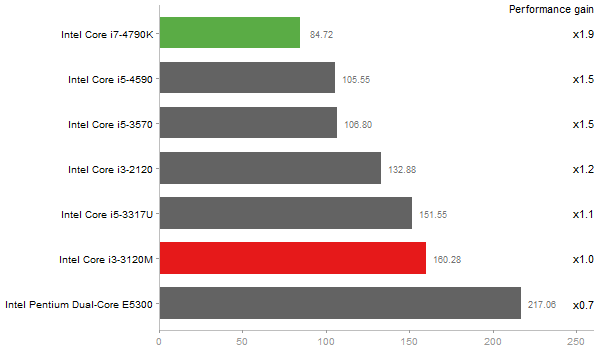 Performance gain
Intel Core i7-4790K 84.72 x1.9
Intel Core i5-4590 105.55 x1.5
Intel Core i5-3570 106.80 x1.5
Intel Core i3-2120 132.88 x1.2
Intel Core i5-3317U 151.55 x1.1
Intel Core i3-3120M 160.28 x1.0
Intel Pentium Dual-Core E5300 217.06 x0.7
0 50 100 150 200 250